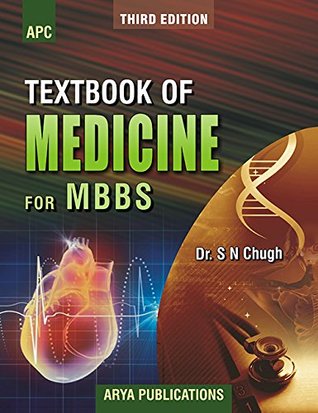 THIRD EDITION
APC
TEXTBOOK OF
MEDICINE
FOR MBBS
Dr. S N Chugh
ARYA PUBLICATIONS